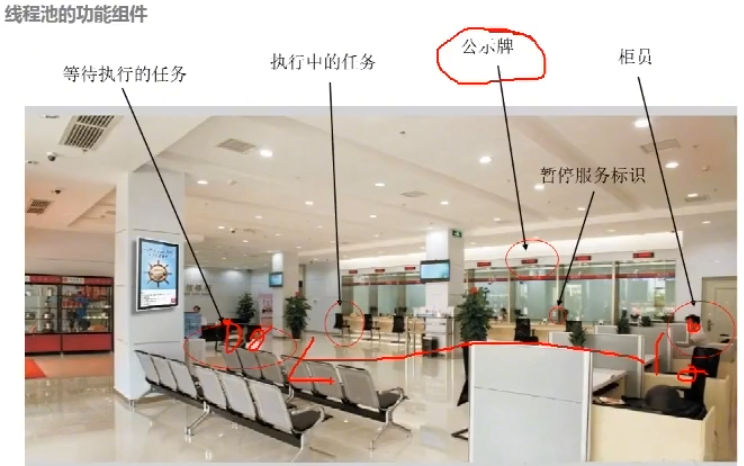 线程池的功能组件
等待执行的任务
执行中的任务
公示牌
柜员
暂停服务标识